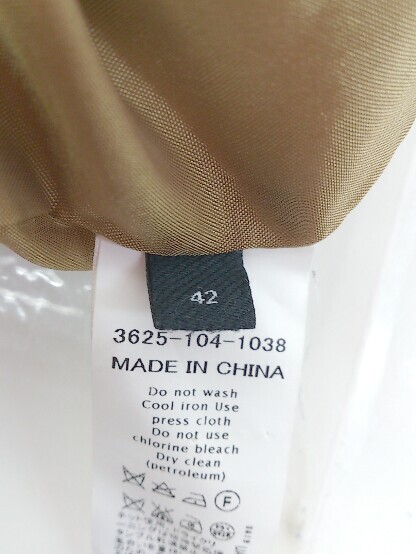 42
3625-104-1038
MADE IN CHINA
Do not wash
Cool iron Use
press cloth
Do not use
chlorine bleach
Dry clean
(petroleum)
F